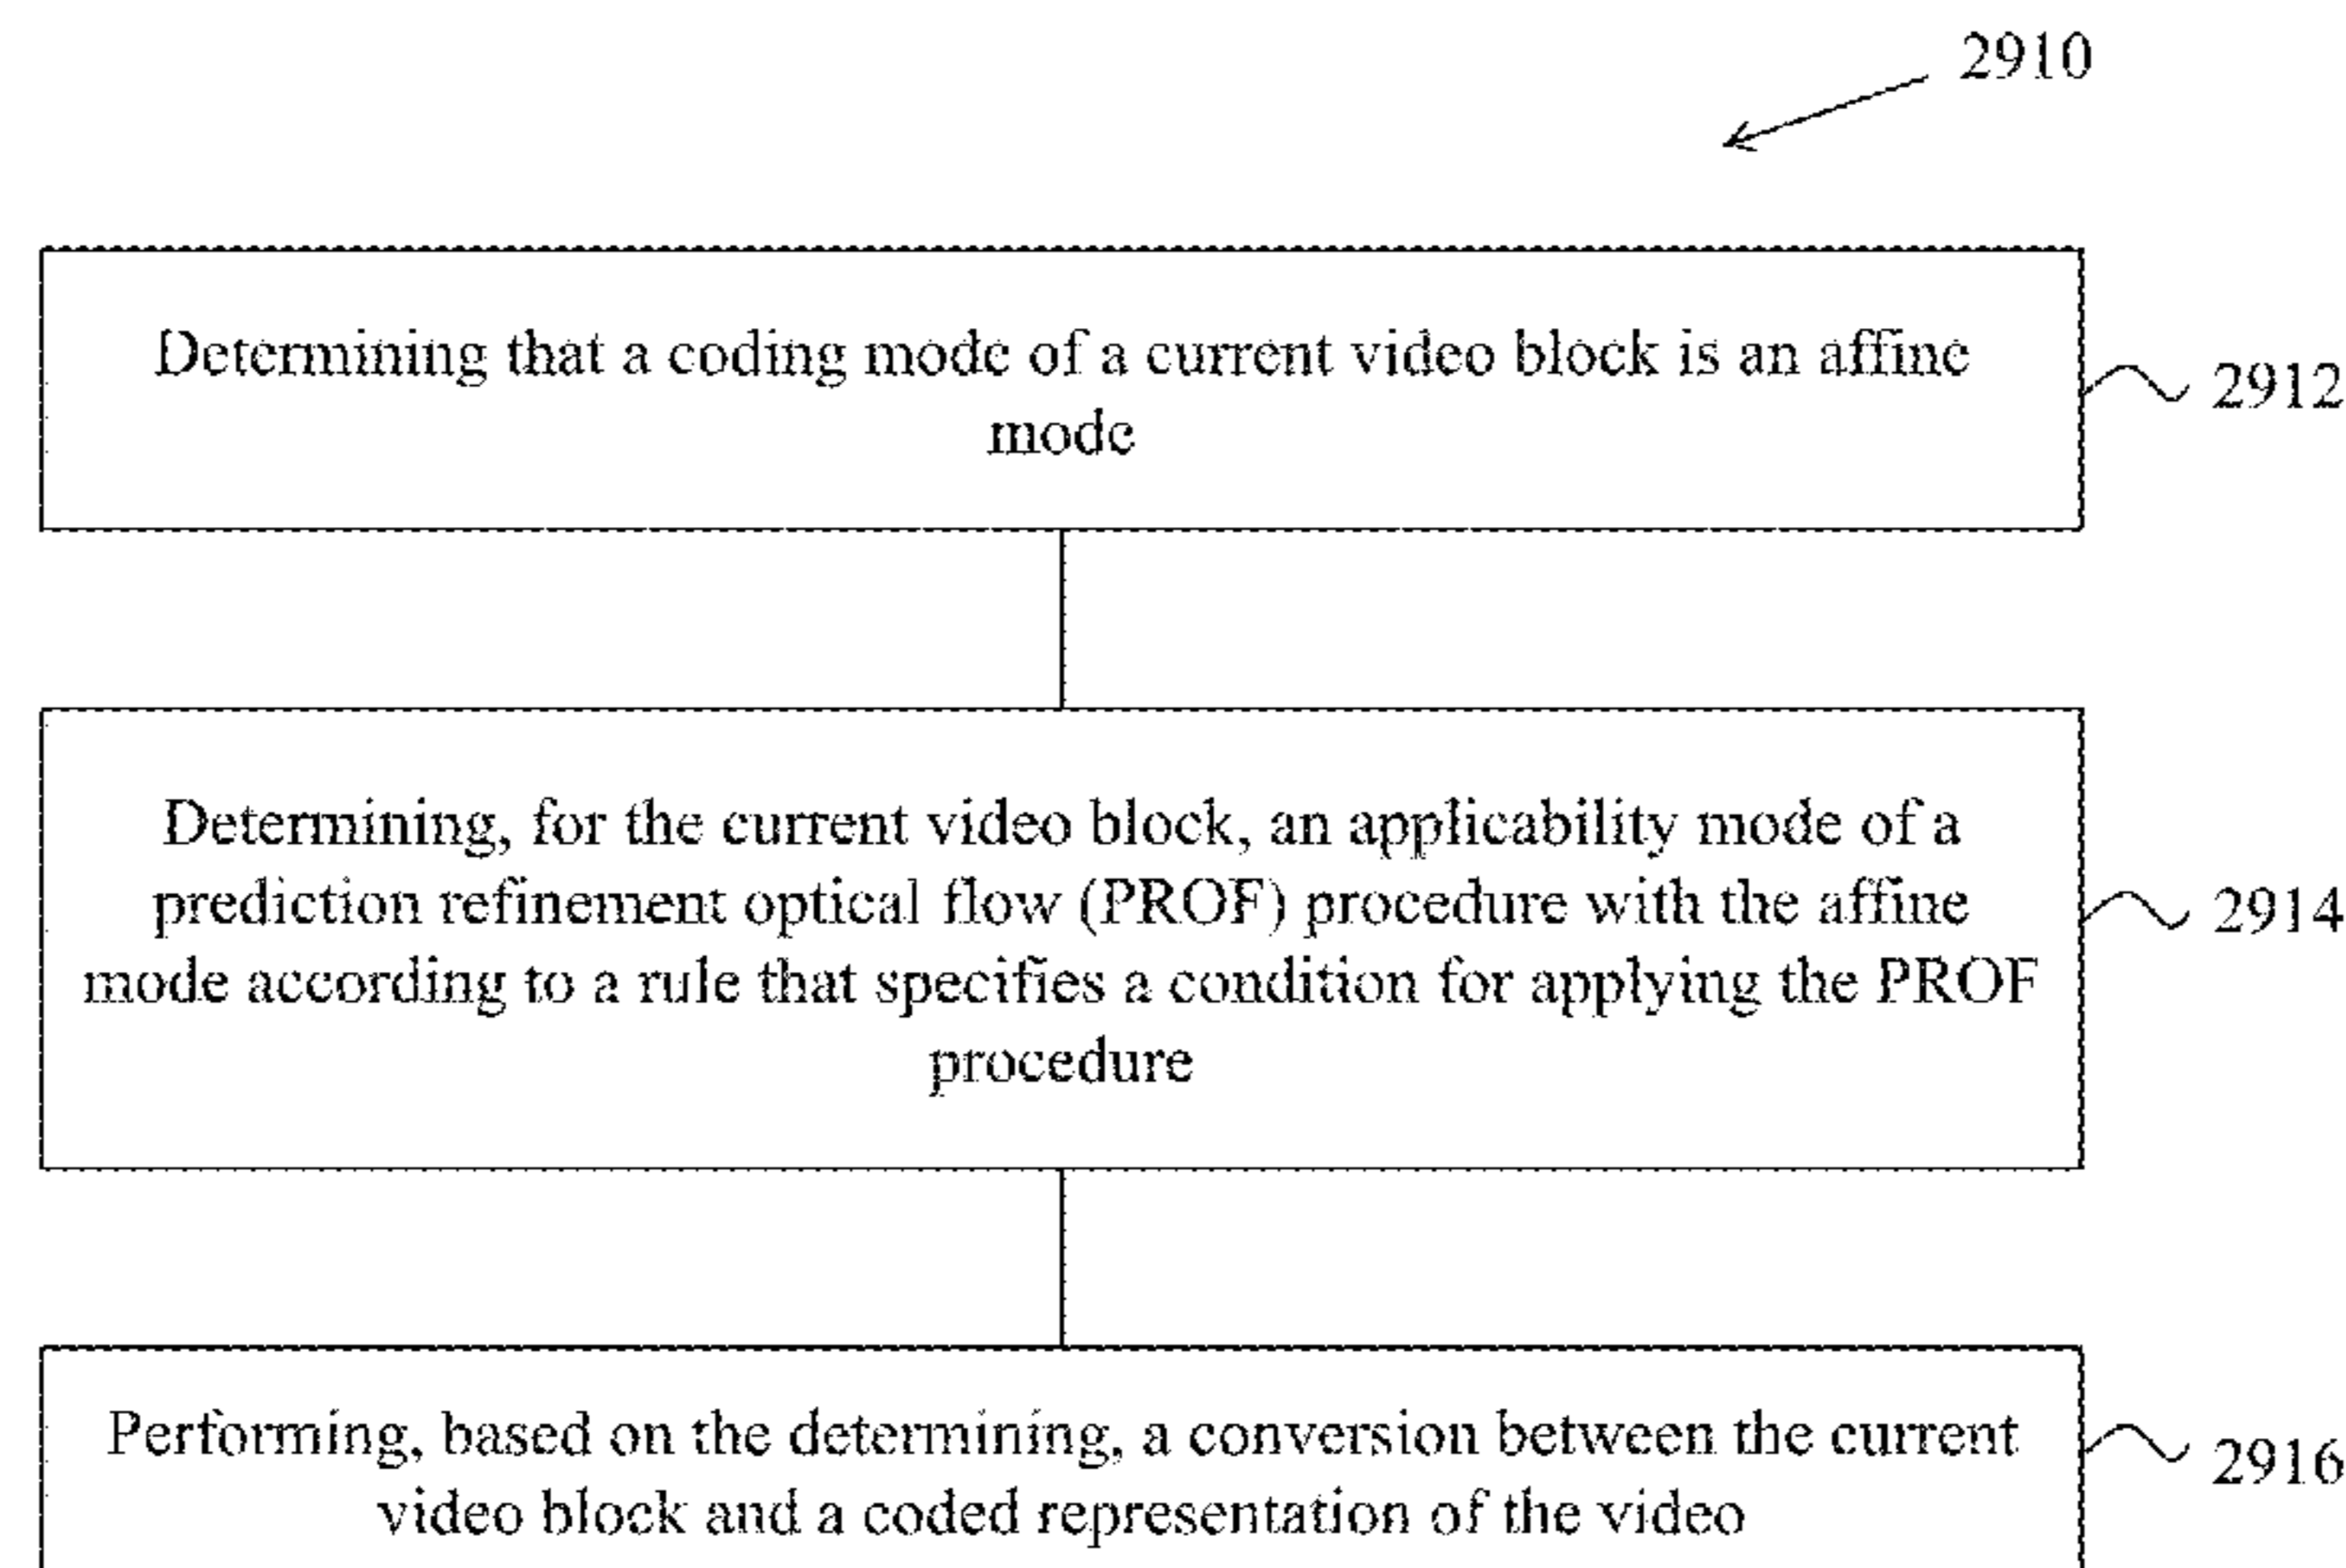 2910
Determining that a coding mode of a current video block is an affine
mode
2912
Determining, for the current video block, an applicability mode of a
prediction refinement optical flow (PROF) procedure with the affine
mode according to a rule that specifies a condition for applying the PROF
procedure
2914
Performing, based on the determining, a conversion between the current
video block and a coded representation of the video
2916